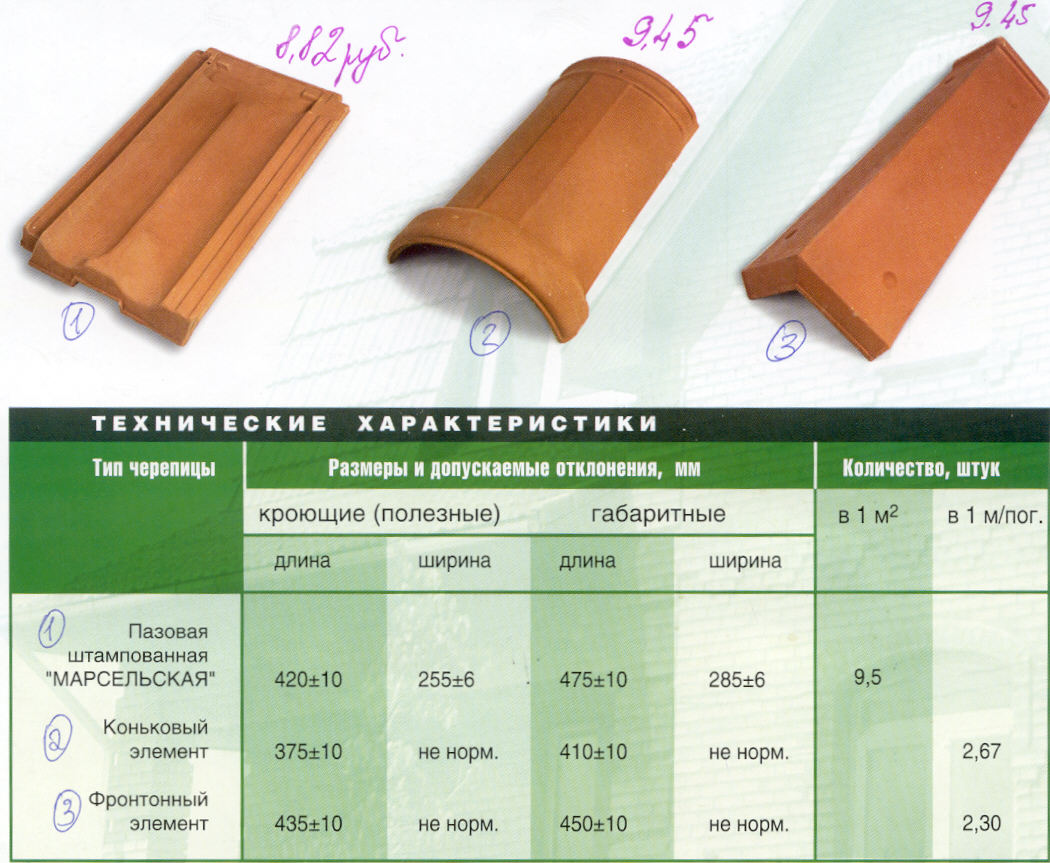 8,82 руб.
9.45
9.45
1
2
3
ТЕХНИЧЕСКИЕ ХАРАКТЕРИСТИКИ
Тип черепицы
Размеры и допускаемые отклонения, мм
Количество, штук
кроющие (полезные)
габаритные
в 1 м²
в 1 м/пог.
длина
ширина
длина
ширина
1
Пазовая
штампованная
"МАРСЕЛЬСКАЯ"
420±10
255±6
475±10
285±6
9,5
2
Коньковый
элемент
375±10
не норм.
410±10
не норм.
2,67
3
Фронтонный
элемент
435±10
не норм.
450±10
не норм.
2,30